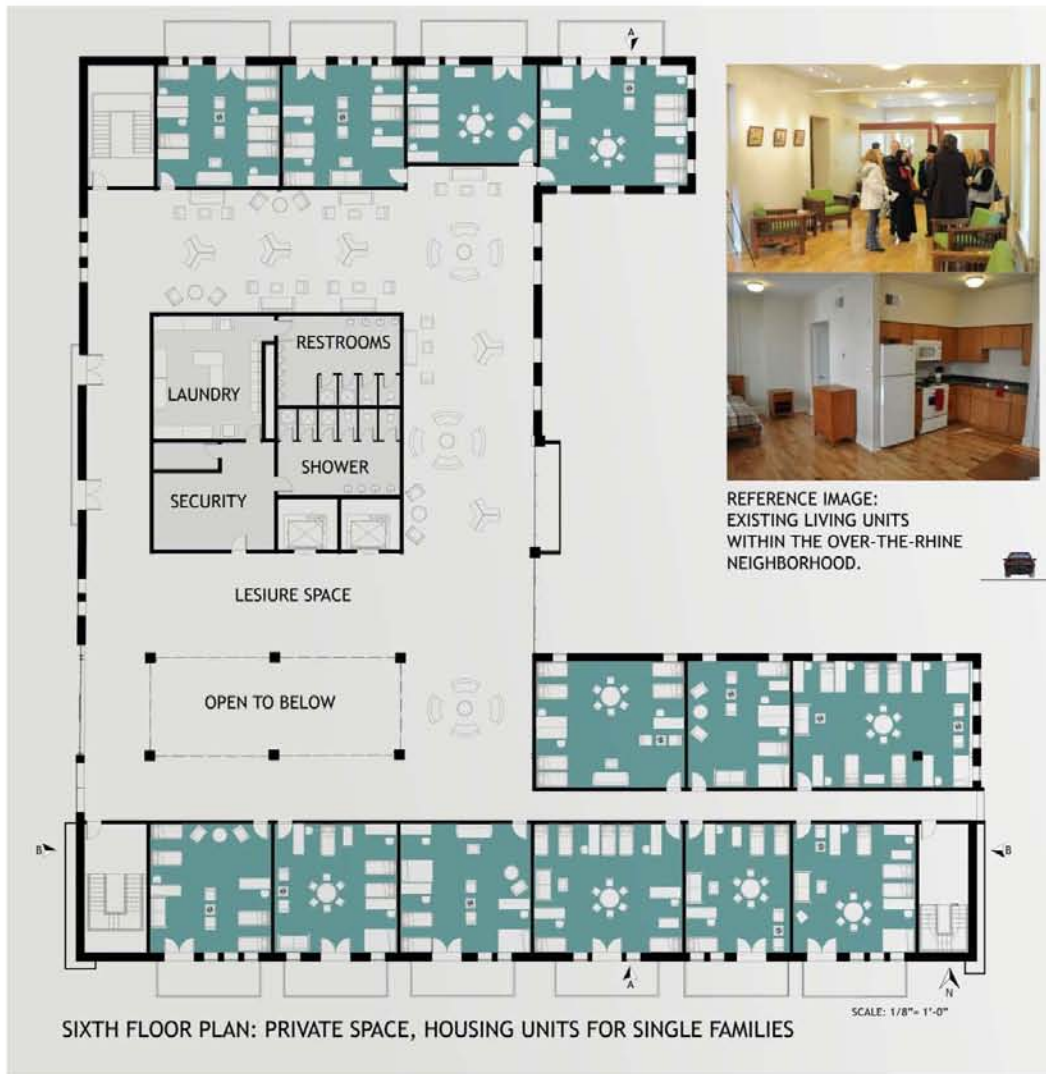 A
RESTROOMS
LAUNDRY
SHOWER
SECURITY
REFERENCE IMAGE:
EXISTING LIVING UNITS
WITHIN THE OVER-THE-RHINE
NEIGHBORHOOD.
LESIURE SPACE
OPEN TO BELOW
B
B
A
N
SCALE: 1/8"= 1'-0"
SIXTH FLOOR PLAN: PRIVATE SPACE, HOUSING UNITS FOR SINGLE FAMILIES